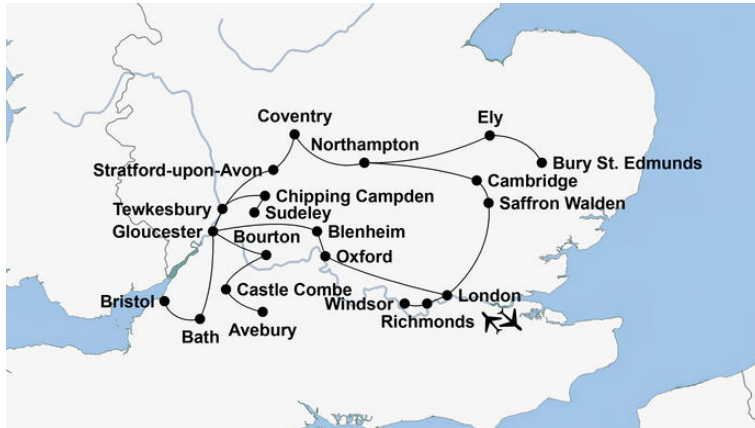 Coventry
Ely
Northampton
Stratford-upon-Avon
Bury St. Edmunds
Cambridge
Chipping Campden
Saffron Walden
Tewkesbury
Sudeley
Gloucester
Blenheim
Bourton
Oxford
Castle Combe
London
Bristol
Windsor
Avebury
Richmonds
Bath